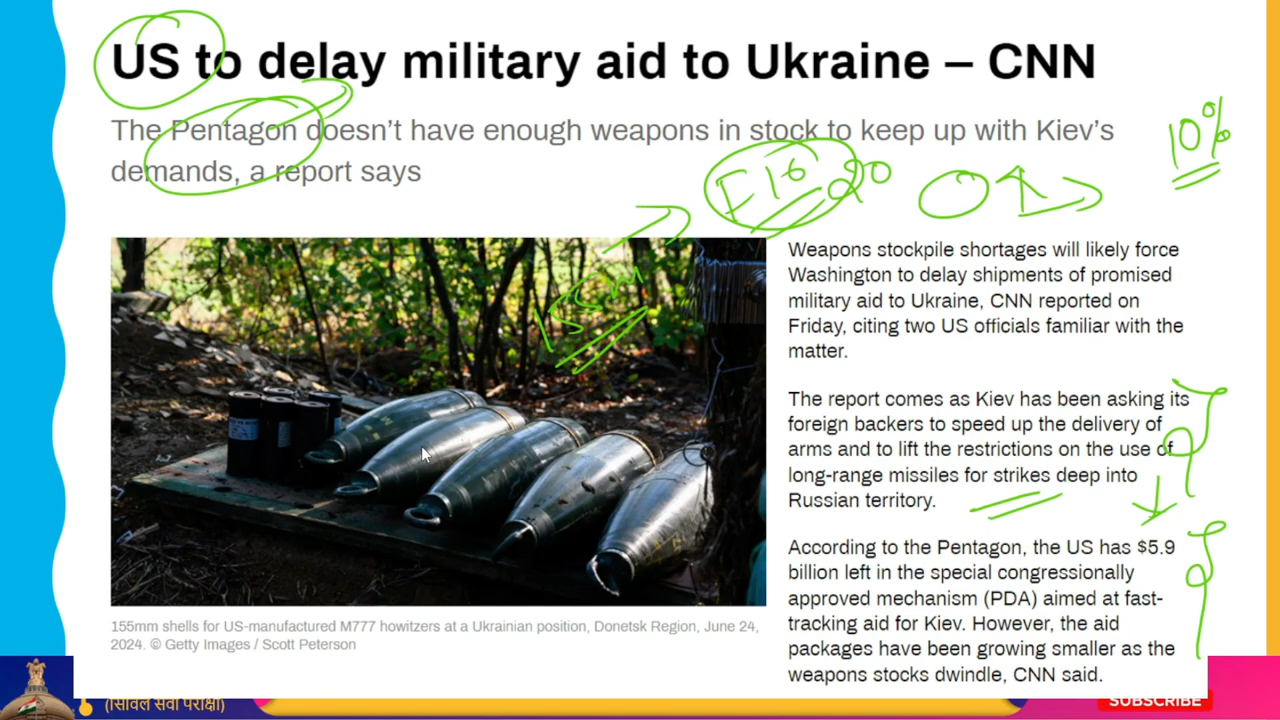 US to delay military aid to Ukraine – CNN
The Pentagon doesn't have enough weapons in stock to keep up with Kiev's
demands, a report says
10%
F16
20
155m
Weapons stockpile shortages will likely force
Washington to delay shipments of promised
military aid to Ukraine, CNN reported on
Friday, citing two US officials familiar with the
matter.
The report comes as Kiev has been asking its
foreign backers to speed up the delivery of
arms and to lift the restrictions on the use of
long-range missiles for strikes deep into
Russian territory.
According to the Pentagon, the US has $5.9
billion left in the special congressionally
approved mechanism (PDA) aimed at fast-
tracking aid for Kiev. However, the aid
packages have been growing smaller as the
weapons stocks dwindle, CNN said.
155mm shells for US-manufactured M777 howitzers at a Ukrainian position, Donetsk Region, June 24,
2024. © Getty Images / Scott Peterson
(सिविल सेवा परीक्षा)
SUBSCRIBE